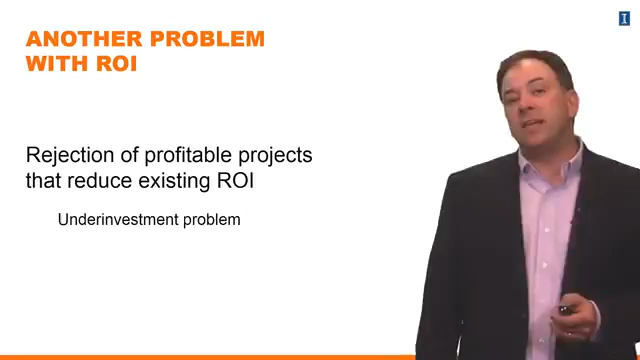 I
ANOTHER PROBLEM
WITH ROI
Rejection of profitable projects
that reduce existing ROI
Underinvestment problem